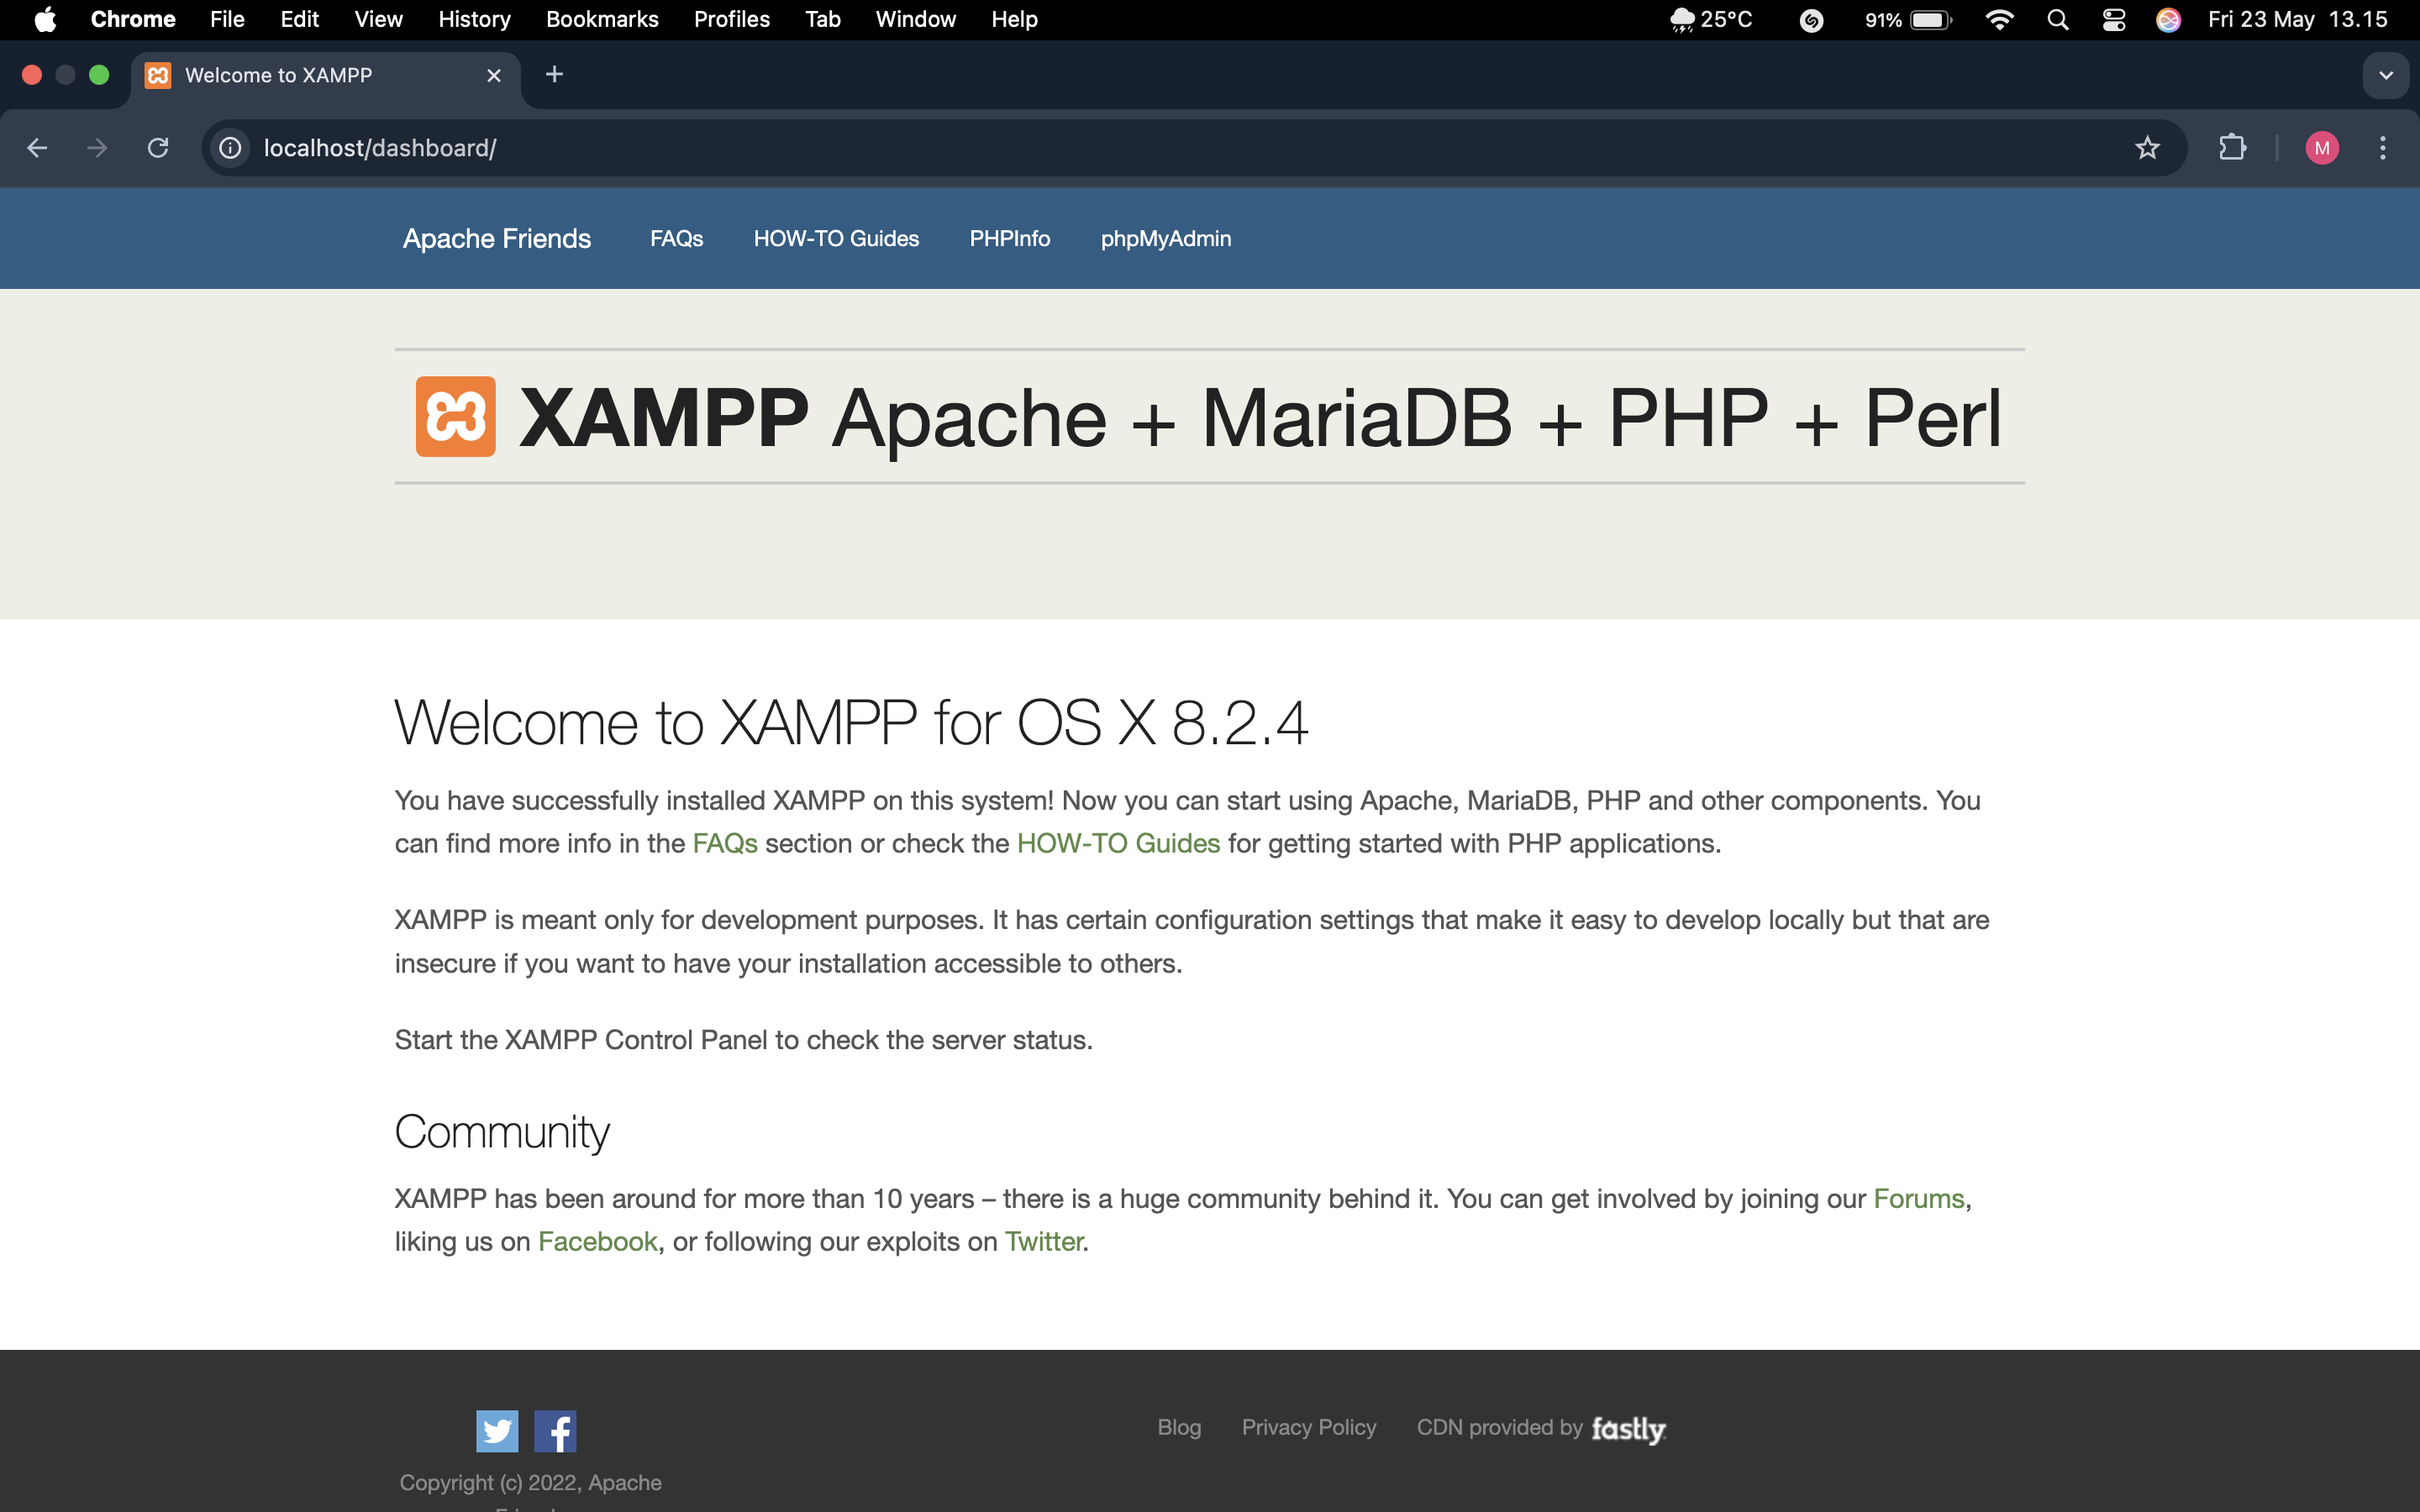 Chrome File Edit View History Bookmarks Profiles Tab Window Help 25°C 91% Fri 23 May 13.15
Welcome to XAMPP
localhost/dashboard/ M
Apache Friends FAQs HOW-TO Guides PHPInfo phpMyAdmin
XAMPP Apache + MariaDB + PHP + Perl
Welcome to XAMPP for OS X 8.2.4
You have successfully installed XAMPP on this system! Now you can start using Apache, MariaDB, PHP and other components. You
can find more info in the FAQs section or check the HOW-TO Guides for getting started with PHP applications.
XAMPP is meant only for development purposes. It has certain configuration settings that make it easy to develop locally but that are
insecure if you want to have your installation accessible to others.
Start the XAMPP Control Panel to check the server status.
Community
XAMPP has been around for more than 10 years – there is a huge community behind it. You can get involved by joining our Forums,
liking us on Facebook, or following our exploits on Twitter.
Blog Privacy Policy CDN provided by fastly
Copyright (c) 2022, Apache